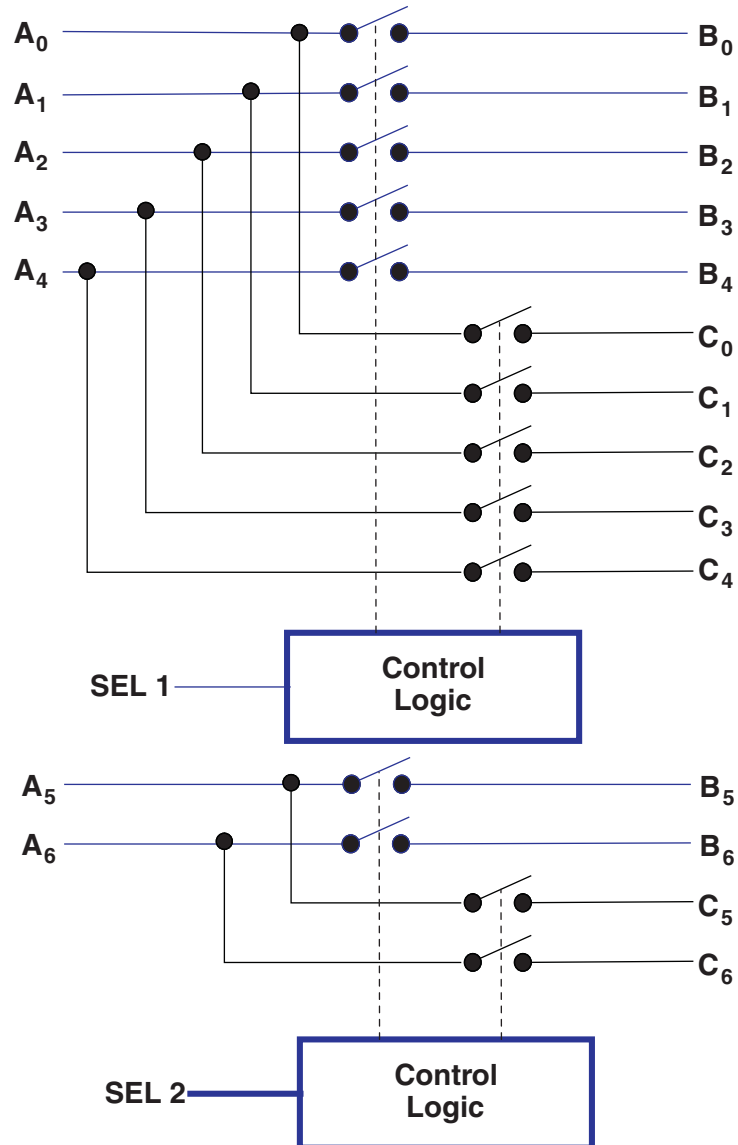 A0 B0
A1 B1
A2 B2
A3 B3
A4 B4
C0
C1
C2
C3
C4
SEL 1
Control
Logic
A5 B5
A6 B6
C5
C6
SEL 2
Control
Logic